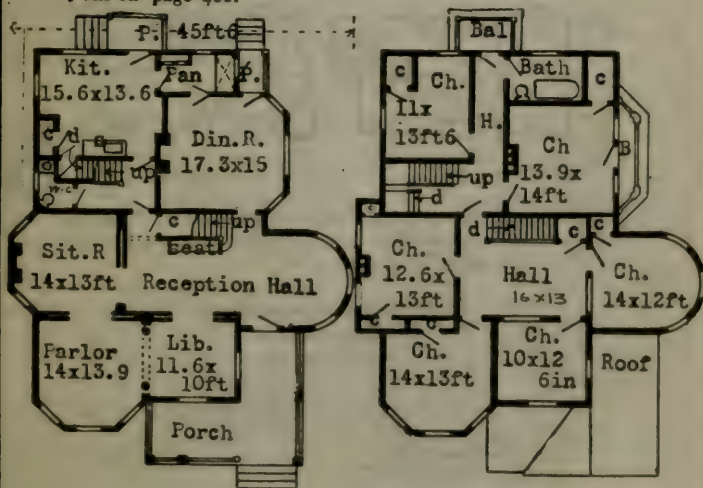 P. 45ft6
Kit.
15.6x13.6
Pan
P.
Din.R.
17.3x15
c
d
s
up
w.c
c
up
Seat
Sit.R
14x13ft
Reception Hall
Parlor
14x13.9
Lib.
11.6x
10ft
Porch
Bal
c
Ch.
11x
13ft6
H.
Bath
c
Ch
13.9x
14ft
B
up
d
d
c
c
Ch.
12.6x
13ft
Hall
16x13
Ch.
14x12ft
c
c
Ch.
14x13ft
Ch.
10x12
6in
Roof